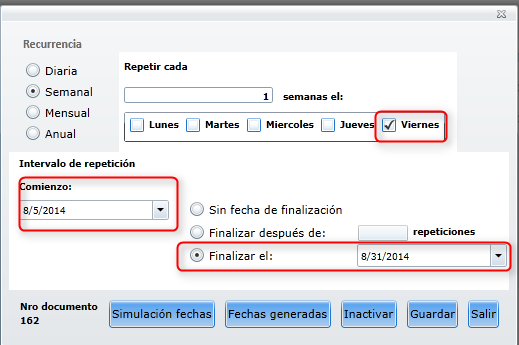 Recurrencia
Diaria
Semanal
Mensual
Anual
Repetir cada
1 semanas el:
Lunes Martes Miercoles Jueves Viernes
Intervalo de repetición
Comienzo:
8/5/2014
Sin fecha de finalización
Finalizar después de: repeticiones
Finalizar el: 8/31/2014
Nro documento
162
Simulación fechas Fechas generadas Inactivar Guardar Salir